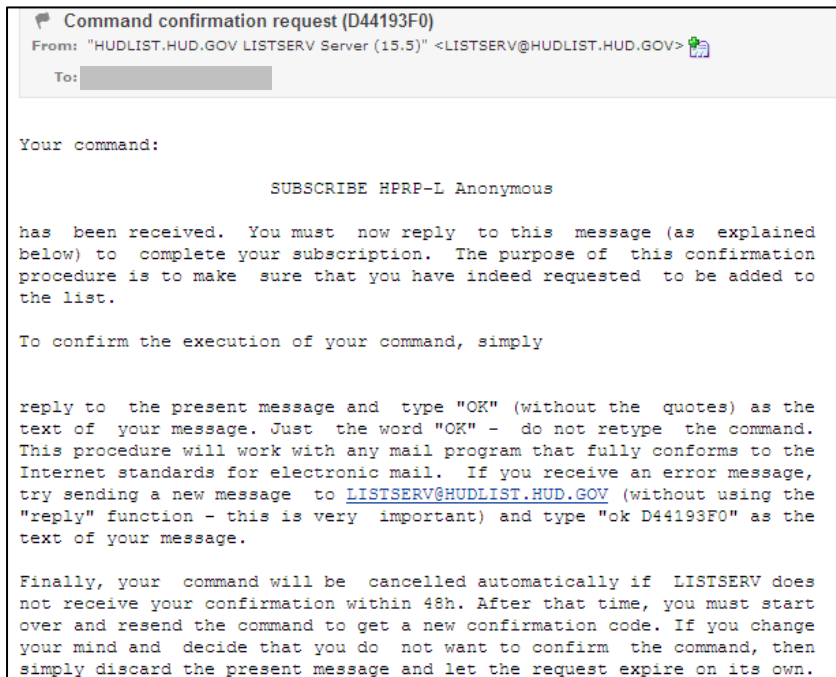 Command confirmation request (D44193F0)
From: "HUDLIST.HUD.GOV LISTSERV Server (15.5)" <LISTSERV@HUDLIST.HUD.GOV>
To:
Your command:
SUBSCRIBE HPRP-L Anonymous
has been received. You must now reply to this message (as explained
below) to complete your subscription. The purpose of this confirmation
procedure is to make sure that you have indeed requested to be added to
the list.
To confirm the execution of your command, simply
reply to the present message and type "OK" (without the quotes) as the
text of your message. Just the word "OK" - do not retype the command.
This procedure will work with any mail program that fully conforms to the
Internet standards for electronic mail. If you receive an error message,
try sending a new message to LISTSERV@HUDLIST.HUD.GOV (without using the
"reply" function - this is very important) and type "ok D44193F0" as the
text of your message.
Finally, your command will be cancelled automatically if LISTSERV does
not receive your confirmation within 48h. After that time, you must start
over and resend the command to get a new confirmation code. If you change
your mind and decide that you do not want to confirm the command, then
simply discard the present message and let the request expire on its own.